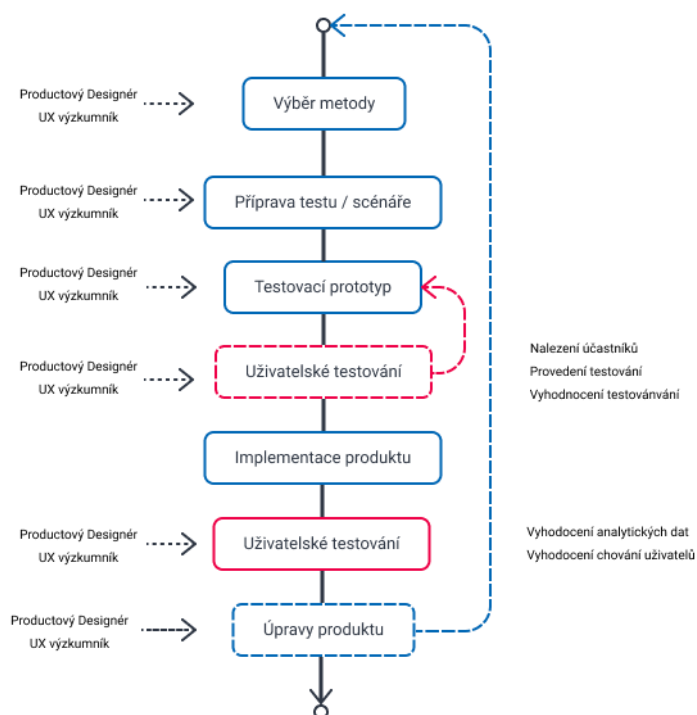 Productový Designér
UX výzkumník
Výběr metody
Productový Designér
UX výzkumník
Příprava testu / scénáře
Productový Designér
UX výzkumník
Testovací prototyp
Nalezení účastníků
Provedení testování
Vyhodnocení testovánvání
Productový Designér
UX výzkumník
Uživatelské testování
Implementace produktu
Productový Designér
UX výzkumník
Uživatelské testování
Vyhodocení analytických dat
Vyhodocení chování uživatelů
Productový Designér
UX výzkumník
Úpravy produktu